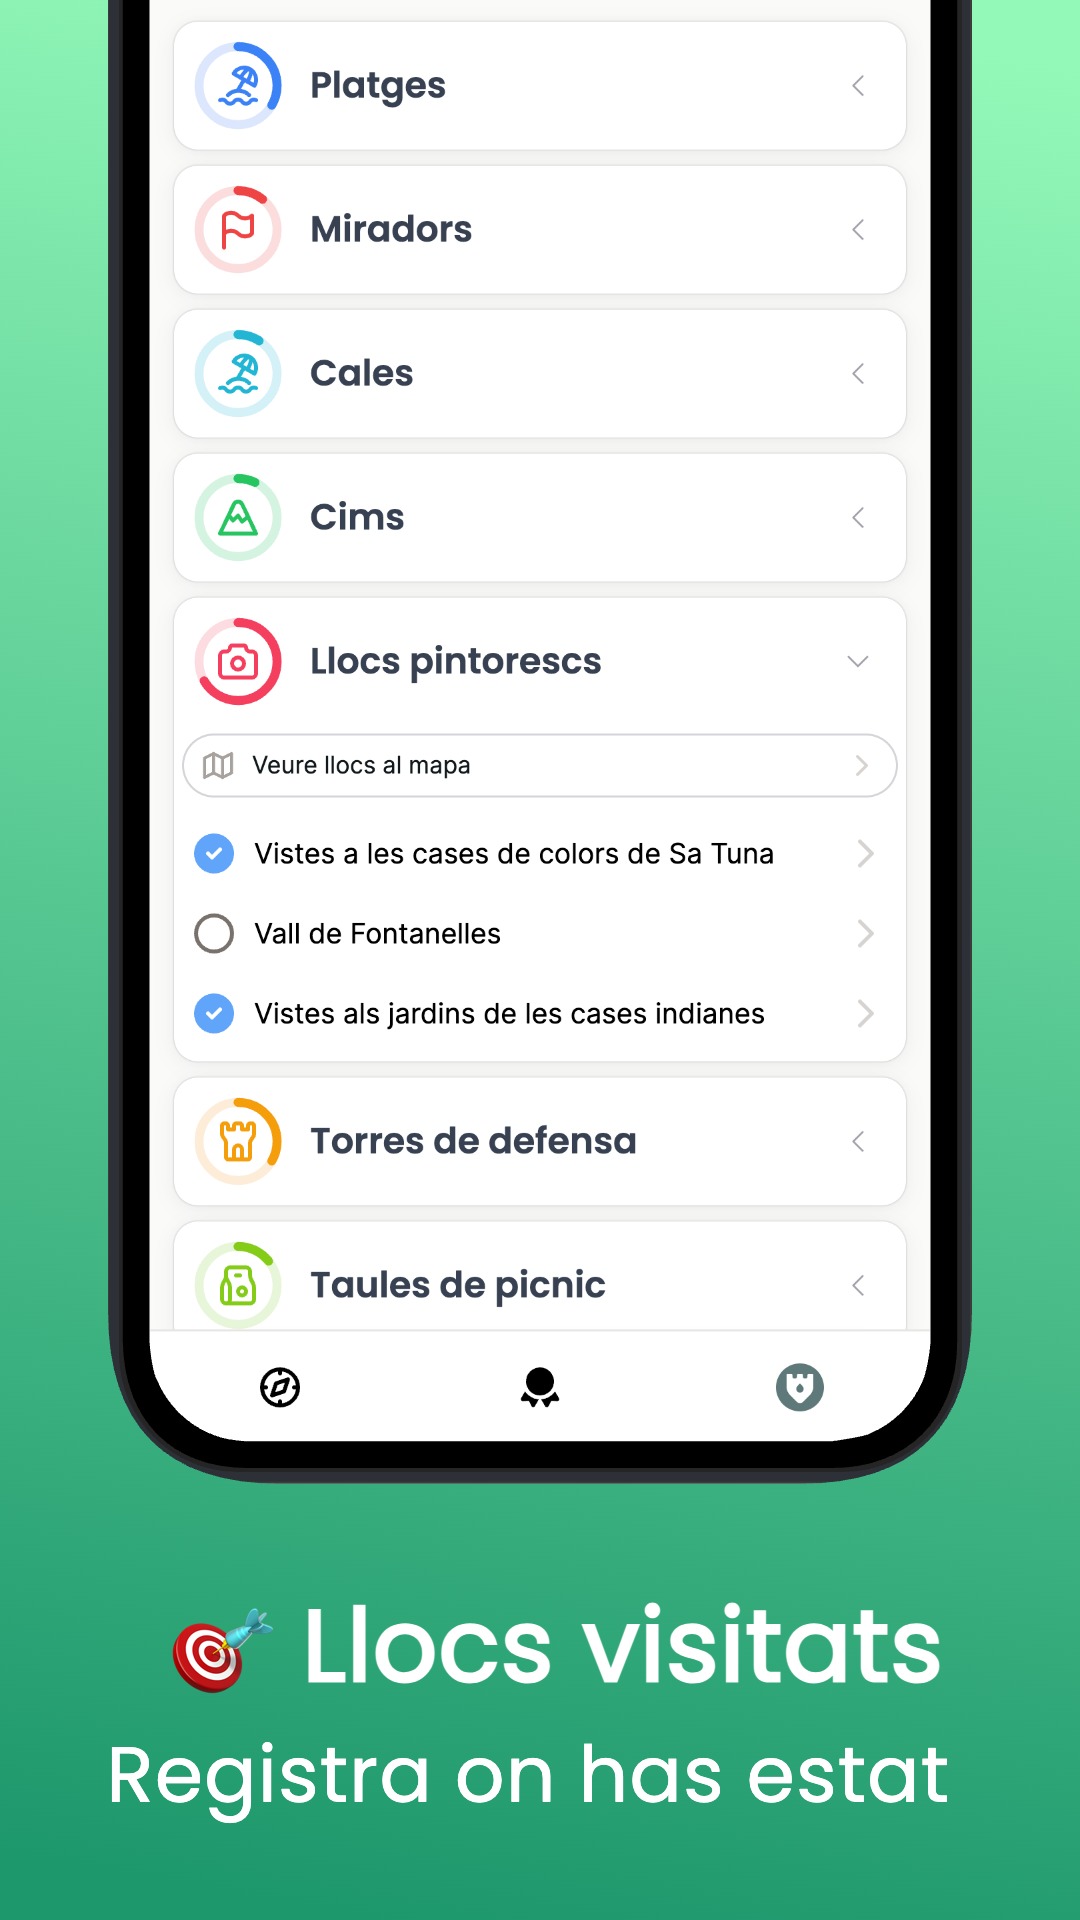 Platges
Miradors
Cales
Cims
Llocs pintorescs
Veure llocs al mapa
Vistes a les cases de colors de Sa Tuna
Vall de Fontanelles
Vistes als jardins de les cases indianes
Torres de defensa
Taules de picnic
🎯 Llocs visitats
Registra on has estat